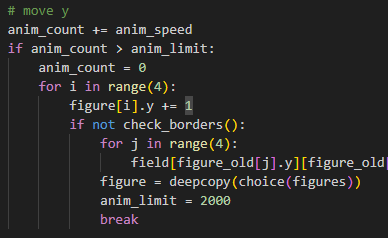 # move y
anim_count += anim_speed
if anim_count > anim_limit:
    anim_count = 0
    for i in range(4):
        figure[i].y += 1
        if not check_borders():
            for j in range(4):
                field[figure_old[j].y][figure_old
            figure = deepcopy(choice(figures))
            anim_limit = 2000
            break